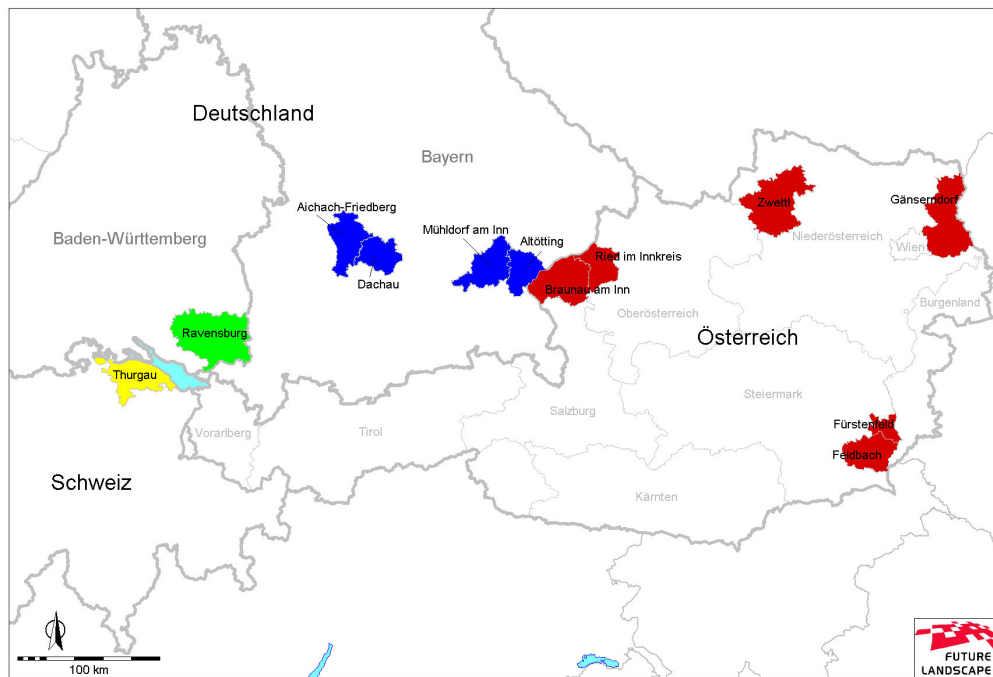 Deutschland
Bayern
Zwettl
Gänserndorf
Aichach-Friedberg
Mühldorf am Inn
Baden-Württemberg
Altötting
Niederösterreich
Wien
Ried im Innkreis
Dachau
Braunau am Inn
Burgenland
Oberösterreich
Ravensburg
Österreich
Thurgau
Steiermark
Salzburg
Fürstenfeld
Vorarlberg
Tirol
Feldbach
Schweiz
Kärnten
100 km
FUTURE
LANDSCAPE